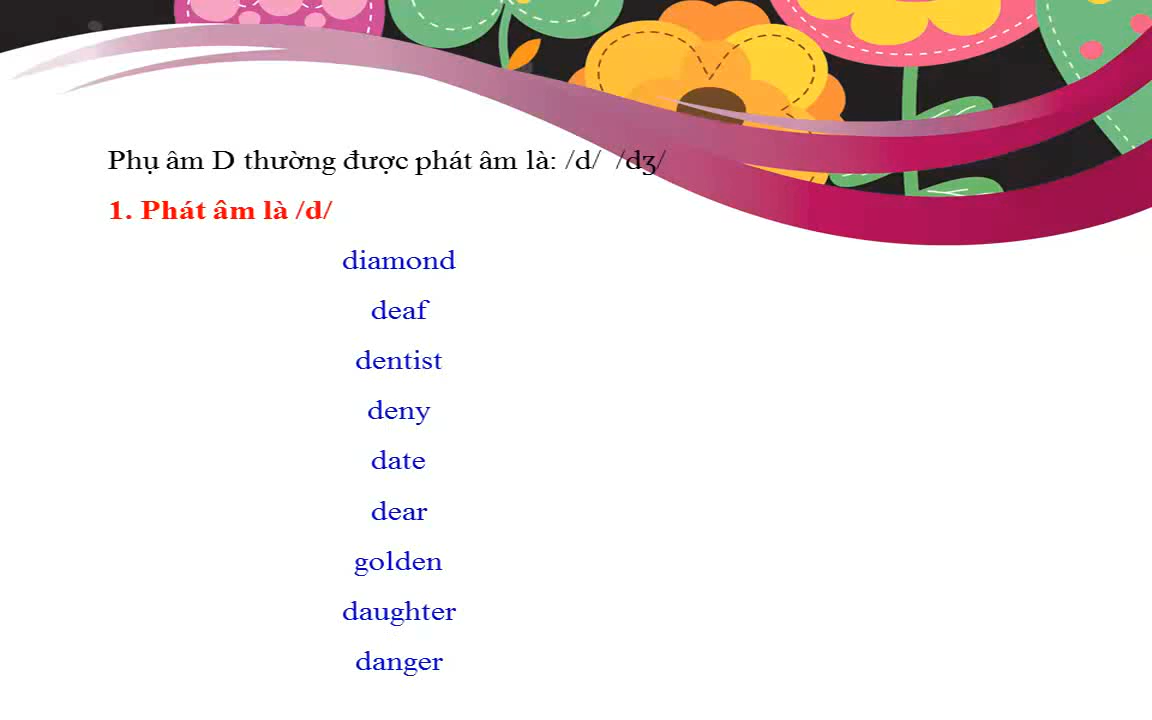 Phụ âm D thường được phát âm là: /d/ /dʒ/
1. Phát âm là /d/
diamond
deaf
dentist
deny
date
dear
golden
daughter
danger